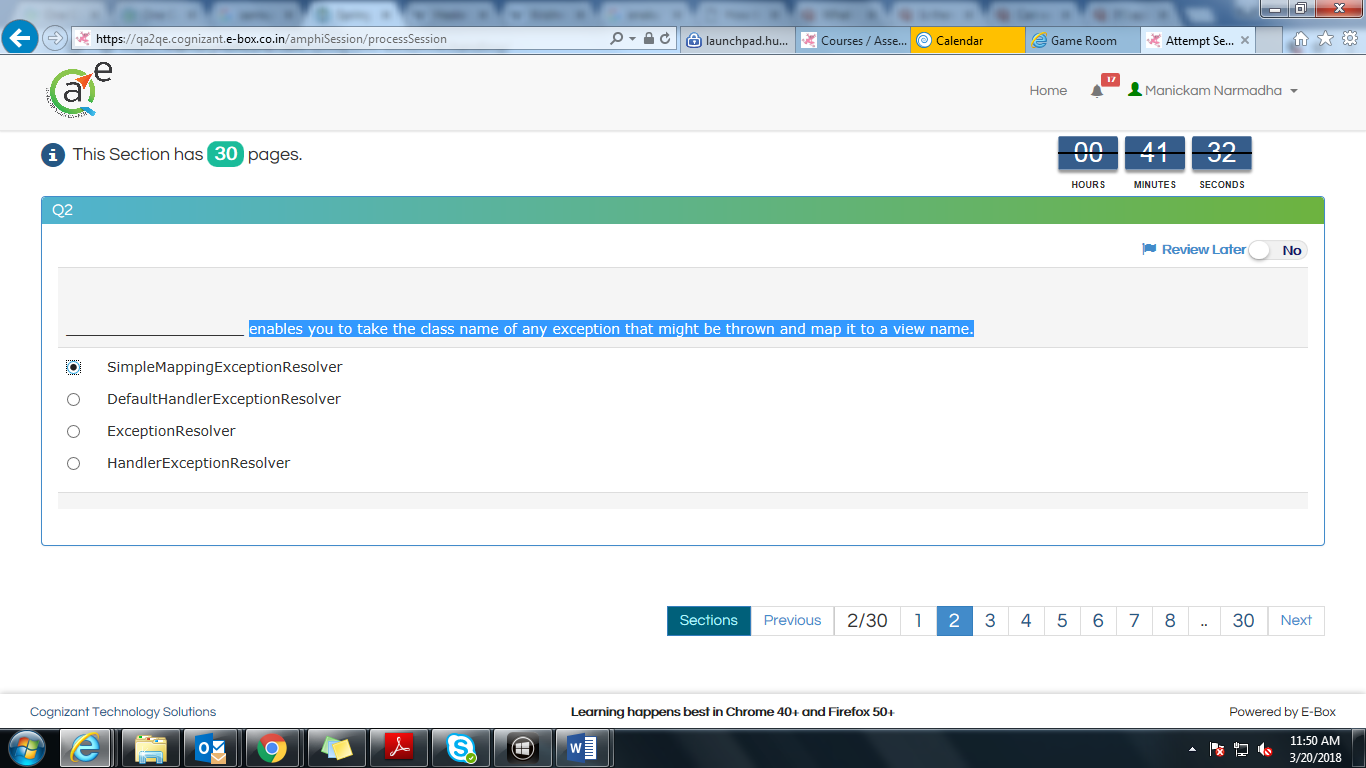 https://qa2qe.cognizant.e-box.co.in/amphiSession/processSession
launchpad.hu...
Courses / Asse...
Calendar
Game Room
Attempt Se...
a e
Home
17
Manickam Narmadha
This Section has 30 pages.
00 41 32
HOURS MINUTES SECONDS
Q2
Review Later No
______________________ enables you to take the class name of any exception that might be thrown and map it to a view name.
SimpleMappingExceptionResolver
DefaultHandlerExceptionResolver
ExceptionResolver
HandlerExceptionResolver
Sections Previous 2/30 1 2 3 4 5 6 7 8 .. 30 Next
Cognizant Technology Solutions
Learning happens best in Chrome 40+ and Firefox 50+
Powered by E-Box
11:50 AM
3/20/2018